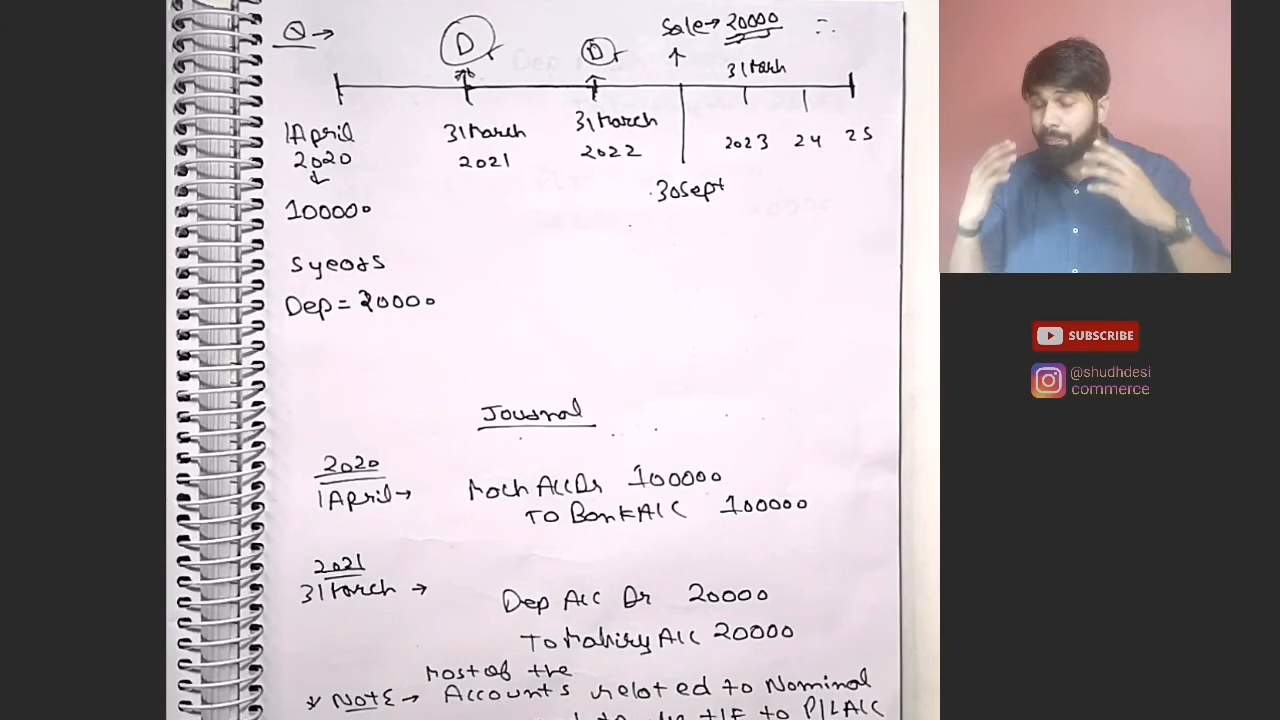 Q →
D
D
Sale → 20000 ∴
31 March
1 April
2020
31 March
2021
31 March
2022
2023 24 25
30 Sept
100000
5 years
Dep = 20000
Journal
2020
1 April → Mach A/c Dr 100000
To Bank A/C 100000
2021
31 March → Dep A/c Dr 20000
To Mahiry A/C 20000
Most of the
* NOTE → Accounts related to Nominal
to P/L A/C
SUBSCRIBE
@shudhdesi
commerce